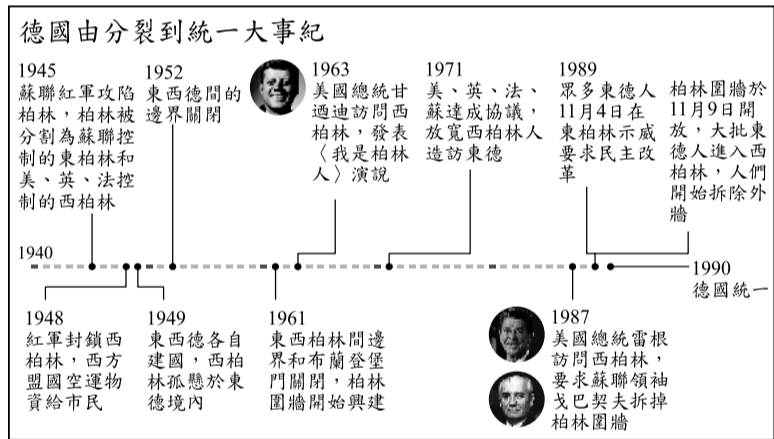 德國由分裂到統一大事紀
1945
蘇聯紅軍攻陷
柏林，柏林被
分割為蘇聯控
制的東柏林和
美、英、法控
制的西柏林
1952
東西德間的
邊界關閉
1963
美國總統甘
迺迪訪問西
柏林，發表
〈我是柏林
人〉演說
1971
美、英、法、
蘇達成協議，
放寬西柏林人
造訪東德
1989
眾多東德人
11月4日在
東柏林示威
要求民主改
革
柏林圍牆於
11月9日開
放，大批東
德人進入西
柏林，人們
開始拆除外
牆
1940
1990
德國統一
1948
紅軍封鎖西
柏林，西方
盟國空運物
資給市民
1949
東西德各自
建國，西柏
林孤懸於東
德境內
1961
東西柏林間邊
界和布蘭登堡
門關閉，柏林
圍牆開始興建
1987
美國總統雷根
訪問西柏林，
要求蘇聯領袖
戈巴契夫拆掉
柏林圍牆